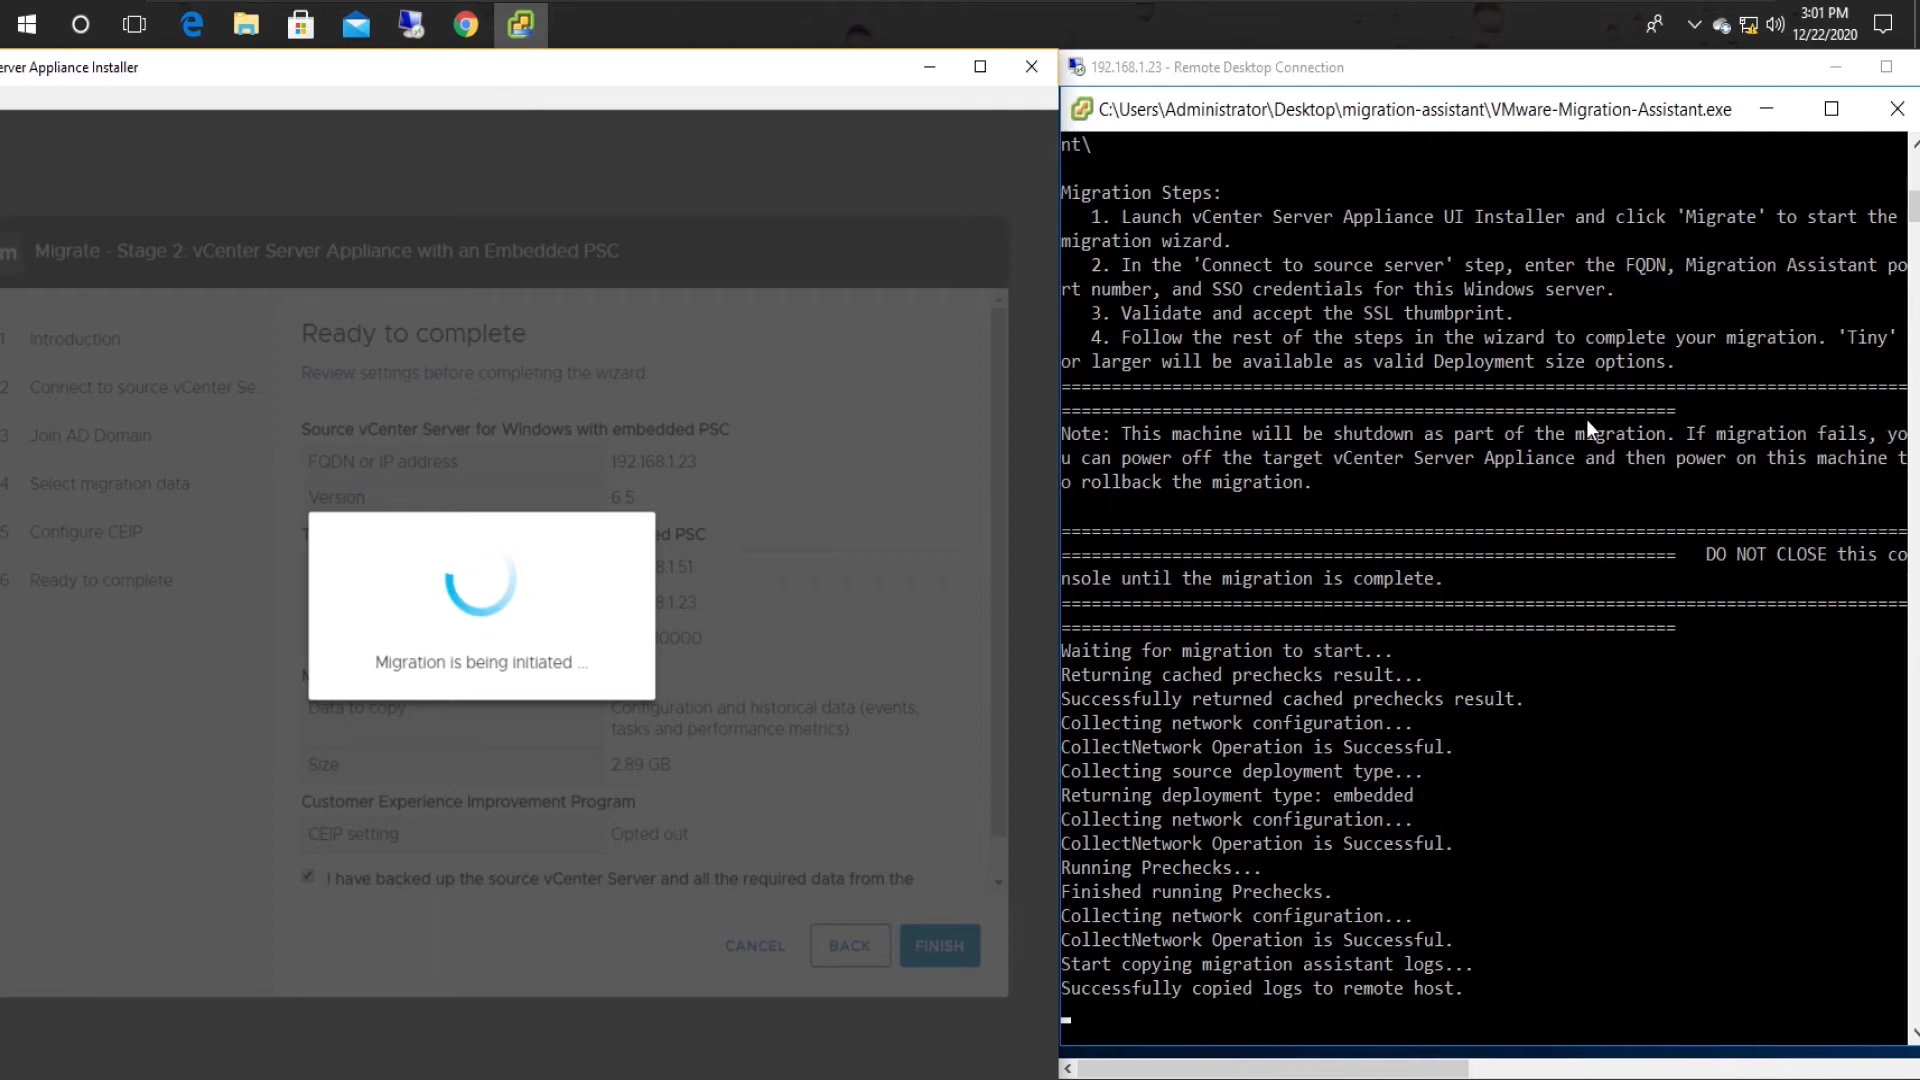 3:01 PM
12/22/2020
erver Appliance Installer
192.168.1.23 - Remote Desktop Connection
m
Migrate - Stage 2: vCenter Server Appliance with an Embedded PSC
1 Introduction
2 Connect to source vCenter Se...
3 Join AD Domain
4 Select migration data
5 Configure CEIP
6 Ready to complete
Ready to complete
Review settings before completing the wizard.
Source vCenter Server for Windows with embedded PSC
FQDN or IP address 192.168.1.23
Version 6.5
T ed PSC
8.1.51
8.1.23
10000
Migration is being initiated ...
M
Data to copy Configuration and historical data (events,
tasks and performance metrics)
Size 2.89 GB
Customer Experience Improvement Program
CEIP setting Opted out
I have backed up the source vCenter Server and all the required data from the
CANCEL BACK FINISH
C:\Users\Administrator\Desktop\migration-assistant\VMware-Migration-Assistant.exe
nt\
Migration Steps:
1. Launch vCenter Server Appliance UI Installer and click 'Migrate' to start the
migration wizard.
2. In the 'Connect to source server' step, enter the FQDN, Migration Assistant po
rt number, and SSO credentials for this Windows server.
3. Validate and accept the SSL thumbprint.
4. Follow the rest of the steps in the wizard to complete your migration. 'Tiny'
or larger will be available as valid Deployment size options.
=====================================================================================
=============================================================
Note: This machine will be shutdown as part of the migration. If migration fails, yo
u can power off the target vCenter Server Appliance and then power on this machine t
o rollback the migration.
=====================================================================================
============================================================= DO NOT CLOSE this co
nsole until the migration is complete.
=====================================================================================
=============================================================
Waiting for migration to start...
Returning cached prechecks result...
Successfully returned cached prechecks result.
Collecting network configuration...
CollectNetwork Operation is Successful.
Collecting source deployment type...
Returning deployment type: embedded
Collecting network configuration...
CollectNetwork Operation is Successful.
Running Prechecks...
Finished running Prechecks.
Collecting network configuration...
CollectNetwork Operation is Successful.
Start copying migration assistant logs...
Successfully copied logs to remote host.